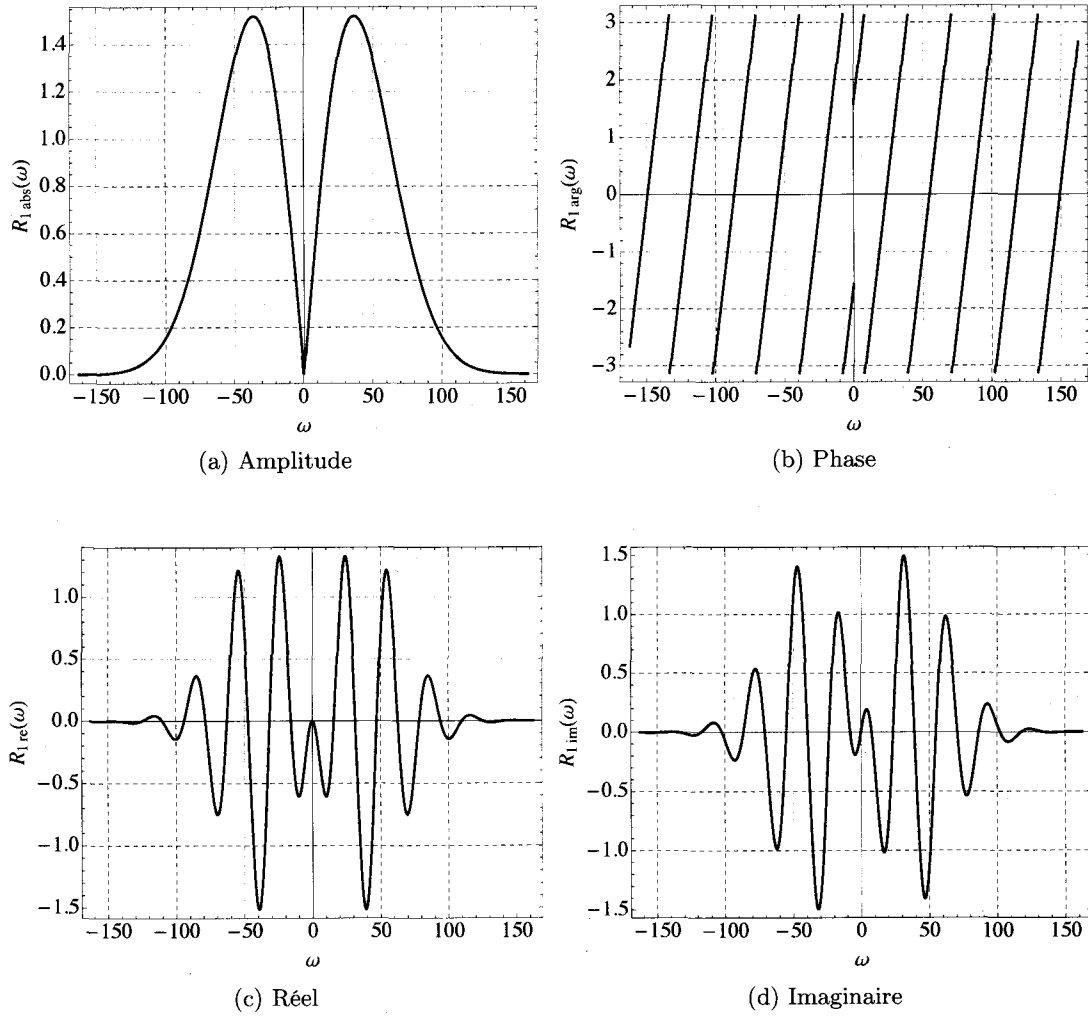 R1 abs(ω)
1.4
1.2
1.0
0.8
0.6
0.4
0.2
0.0
−150 −100 −50 0 50 100 150
ω
(a) Amplitude
R1 arg(ω)
3
2
1
0
−1
−2
−3
−150 −100 −50 0 50 100 150
ω
(b) Phase
R1 re(ω)
1.0
0.5
0.0
−0.5
−1.0
−1.5
−150 −100 −50 0 50 100 150
ω
(c) Réel
R1 im(ω)
1.5
1.0
0.5
0.0
−0.5
−1.0
−1.5
−150 −100 −50 0 50 100 150
ω
(d) Imaginaire